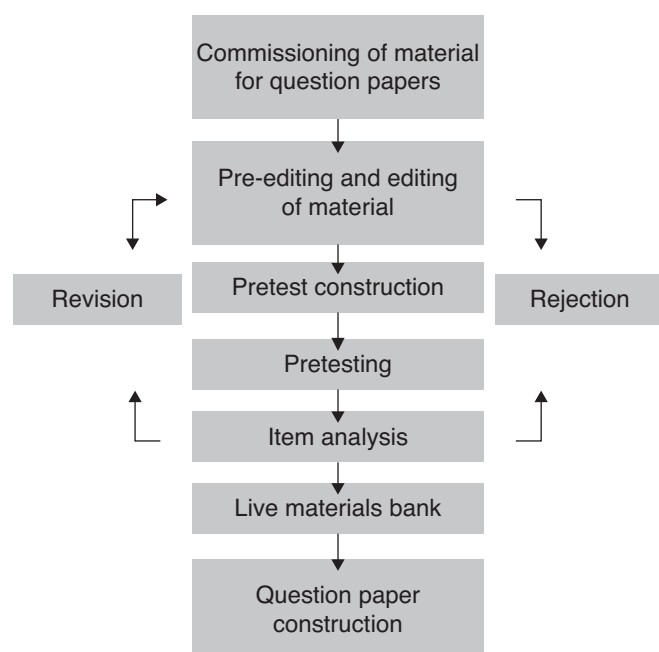 Commissioning of material
for question papers
Pre-editing and editing
of material
Revision
Pretest construction
Rejection
Pretesting
Item analysis
Live materials bank
Question paper
construction